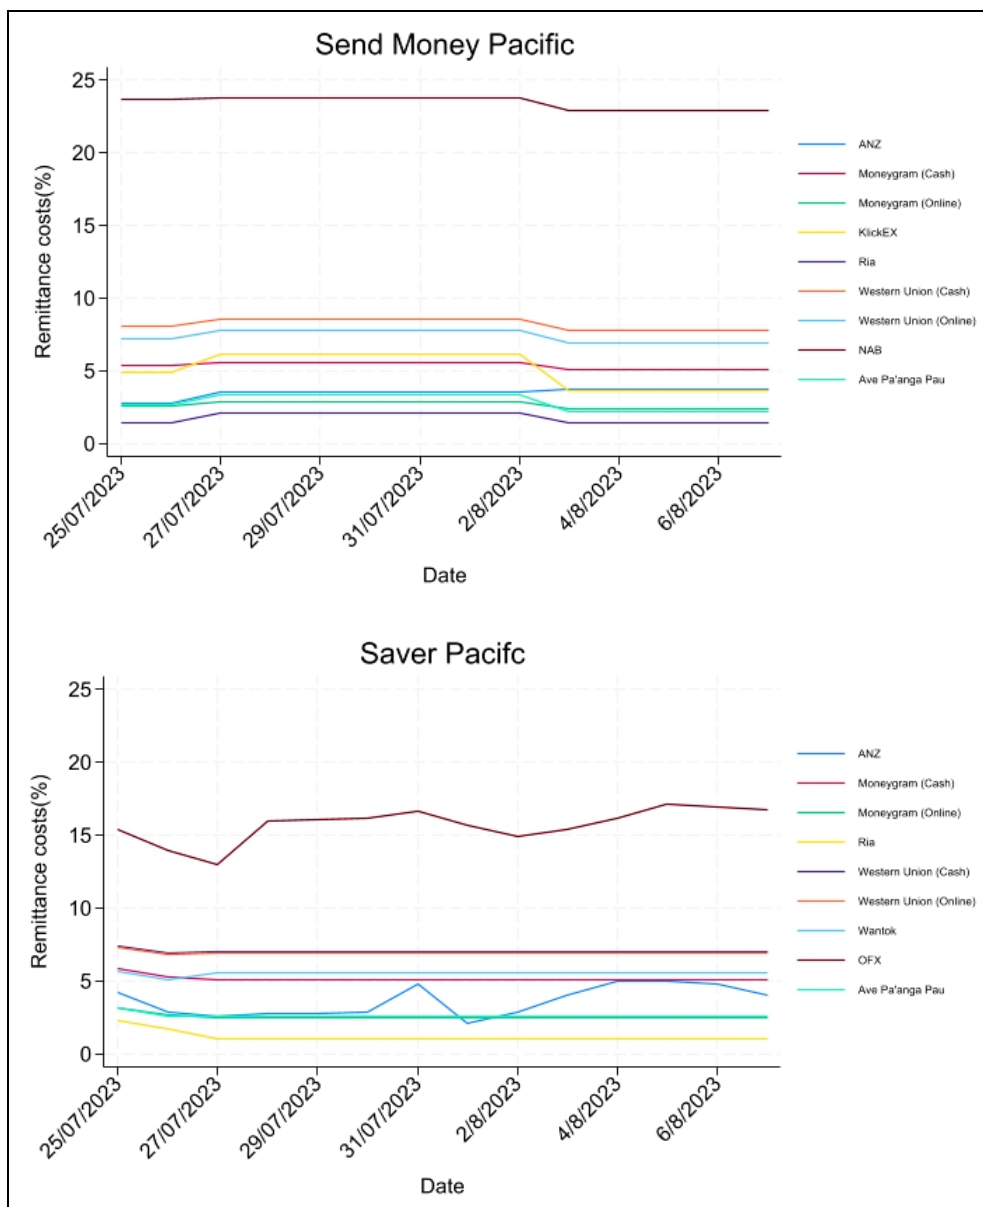 Send Money Pacific
Remittance costs(%)
25
20
15
10
5
0
25/07/2023
27/07/2023
29/07/2023
31/07/2023
2/8/2023
4/8/2023
6/8/2023
Date
ANZ
Moneygram (Cash)
Moneygram (Online)
KlickEX
Ria
Western Union (Cash)
Western Union (Online)
NAB
Ave Pa'anga Pau
Saver Pacifc
Remittance costs(%)
25
20
15
10
5
0
25/07/2023
27/07/2023
29/07/2023
31/07/2023
2/8/2023
4/8/2023
6/8/2023
Date
ANZ
Moneygram (Cash)
Moneygram (Online)
Ria
Western Union (Cash)
Western Union (Online)
Wantok
OFX
Ave Pa'anga Pau